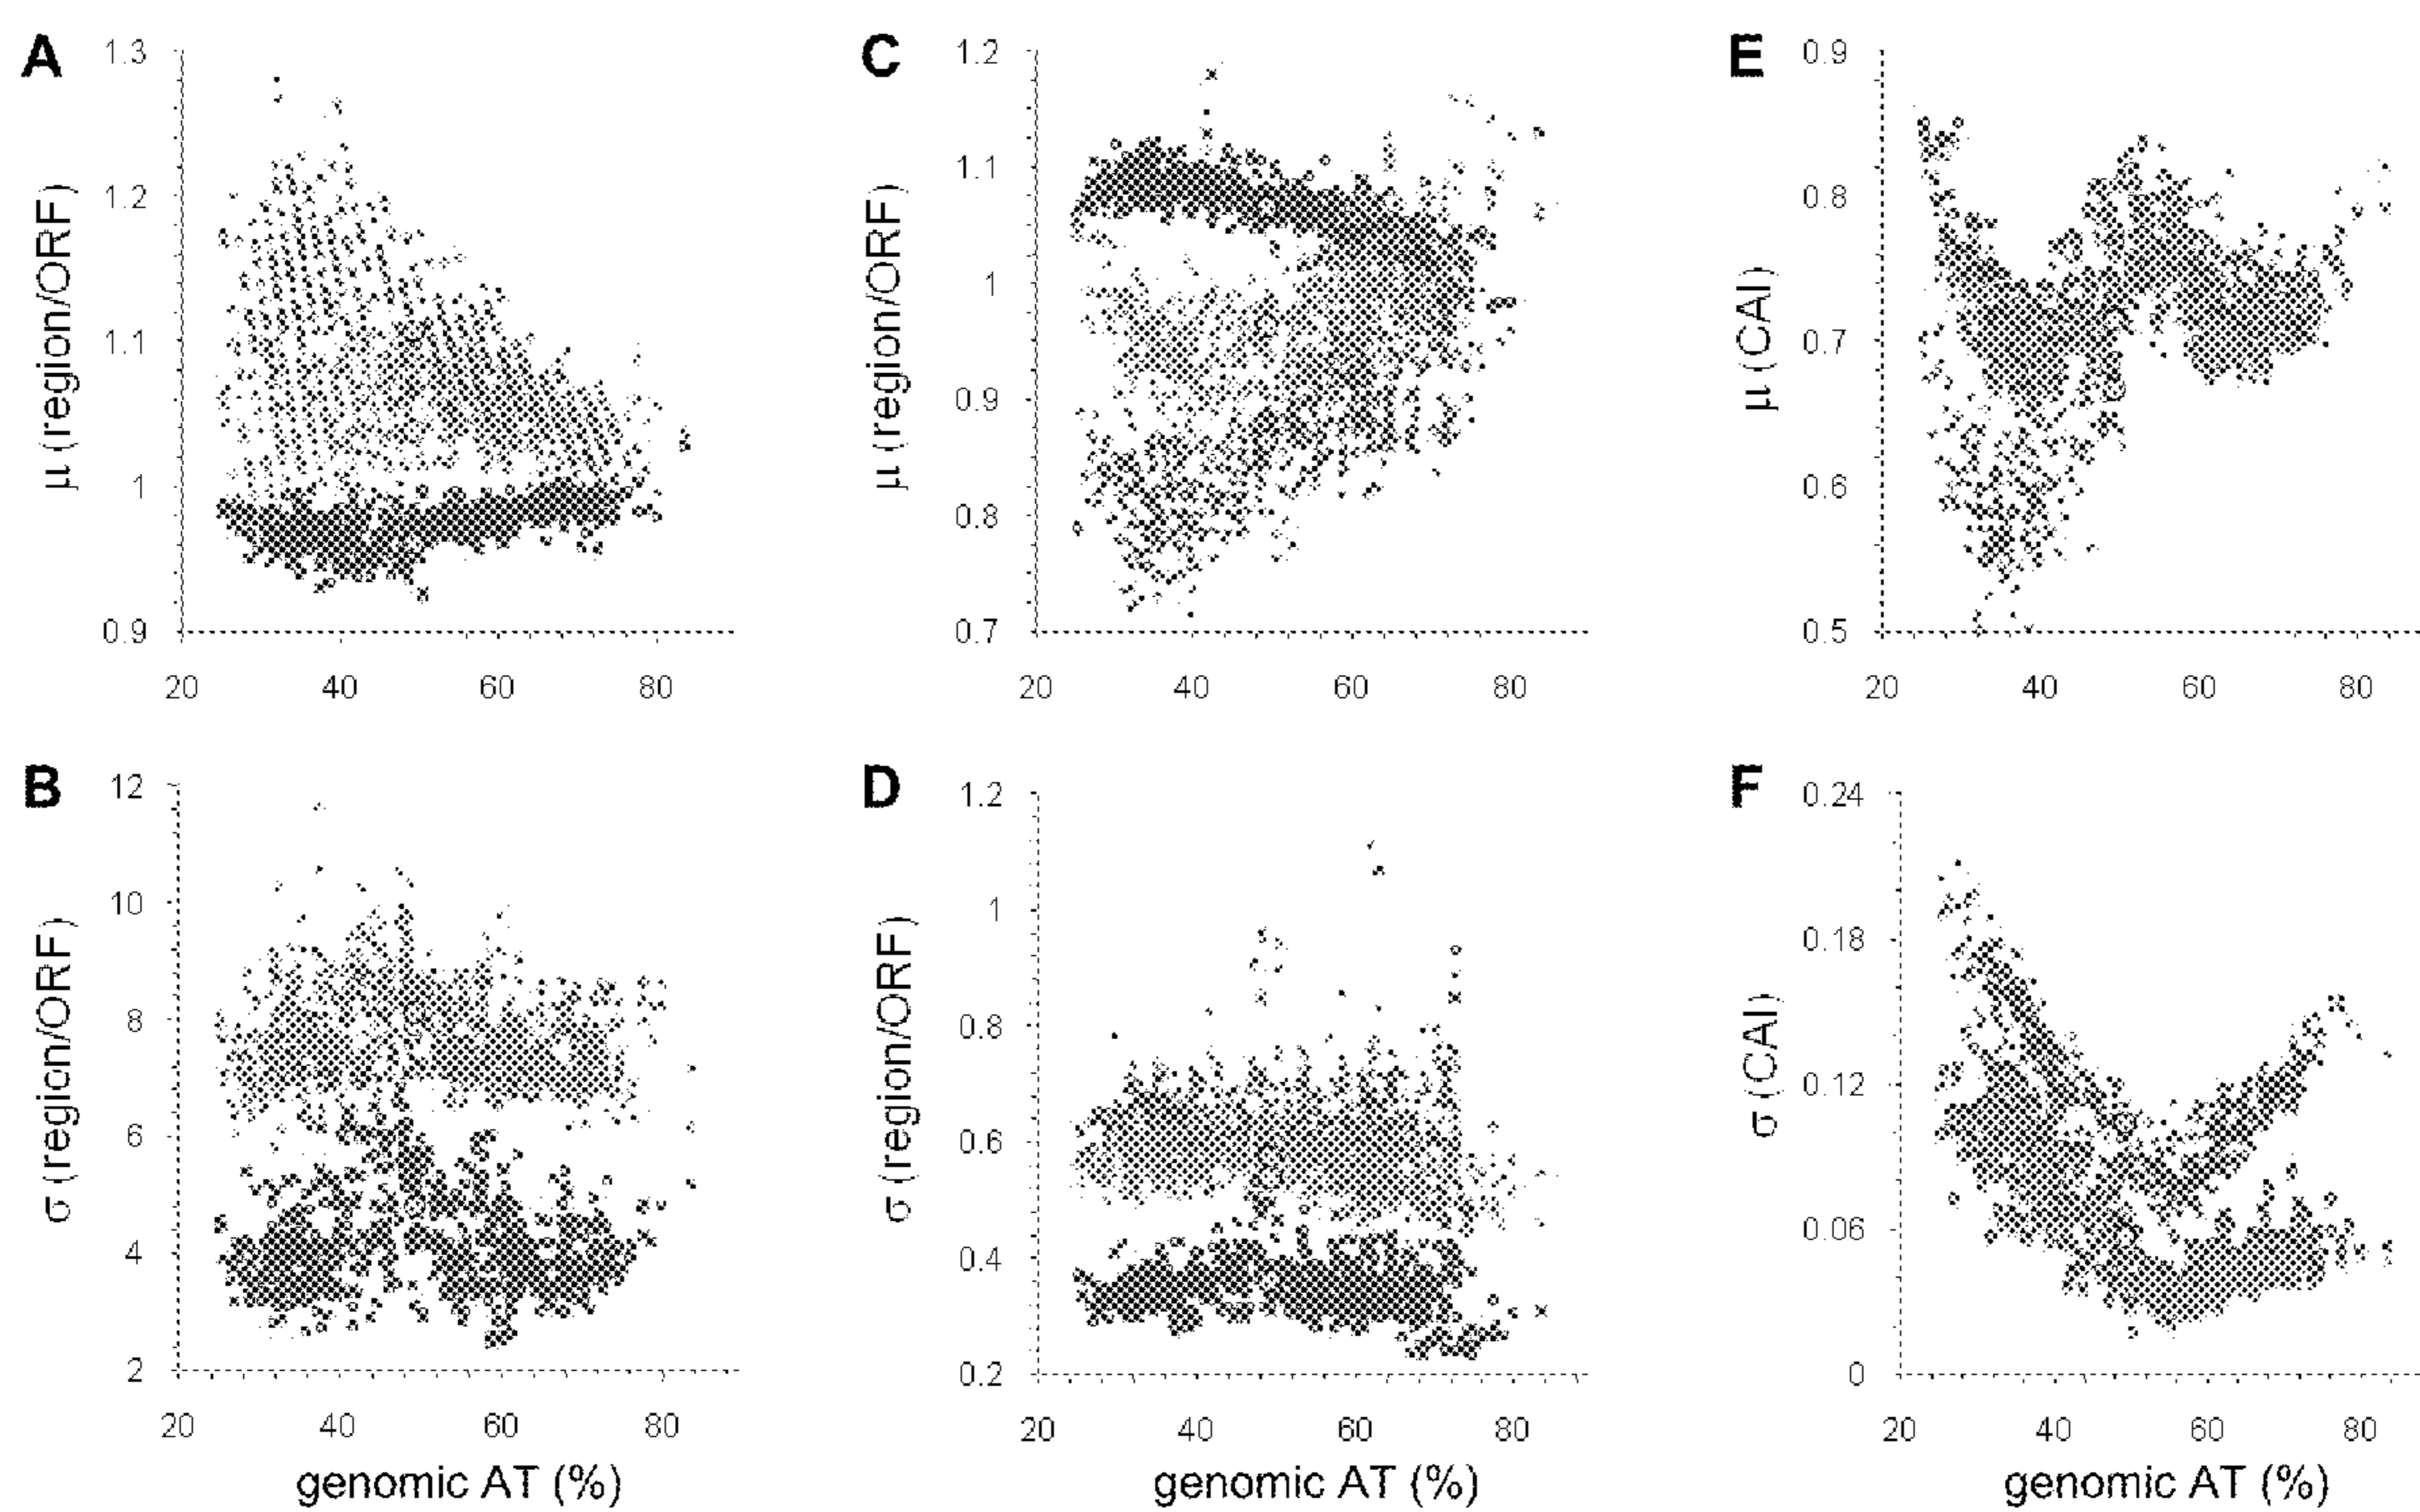 A
1.3
1.2
1.1
1
0.9
μ (region/ORF)
20 40 60 80
C
1.2
1.1
1
0.9
0.8
0.7
μ (region/ORF)
20 40 60 80
E
0.9
0.8
0.7
0.6
0.5
μ (CAI)
20 40 60 80
B
12
10
8
6
4
2
σ (region/ORF)
20 40 60 80
genomic AT (%)
D
1.2
1
0.8
0.6
0.4
0.2
σ (region/ORF)
20 40 60 80
genomic AT (%)
F
0.24
0.18
0.12
0.06
0
σ (CAI)
20 40 60 80
genomic AT (%)